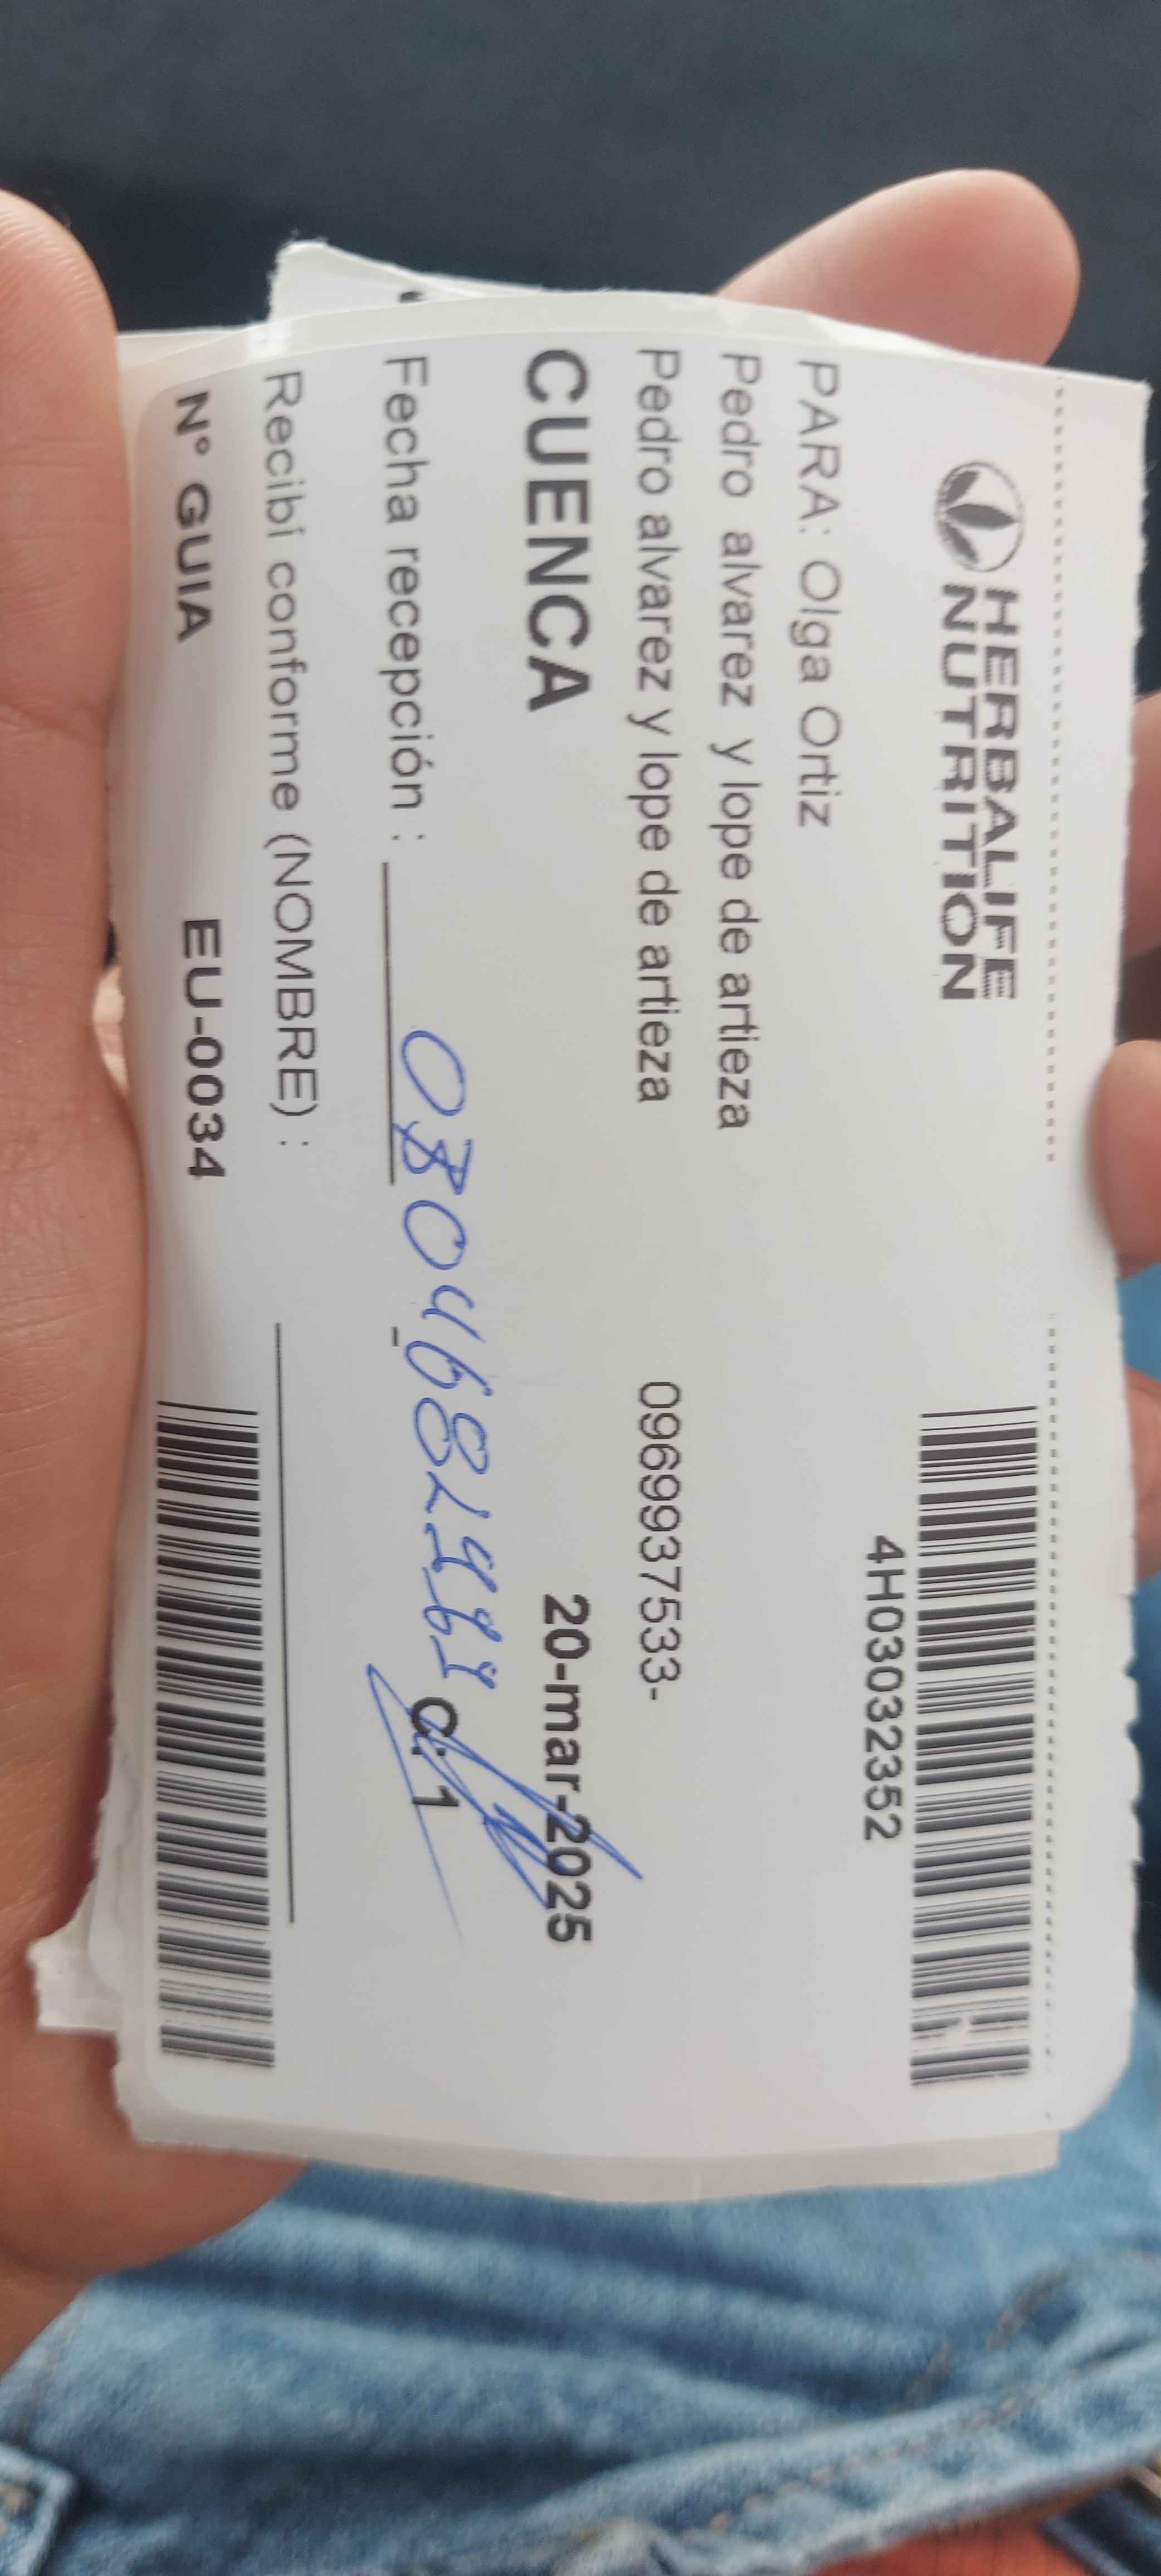 HERBALIFE
NUTRITION
4H03032352
PARA: Olga Ortiz
Pedro alvarez y lope de artieza
Pedro alvarez y lope de artieza
0969937533-
CUENCA
20-mar-2025
Fecha recepción :
C: 1
Recibí conforme (NOMBRE) :
N° GUIA
EU-0034